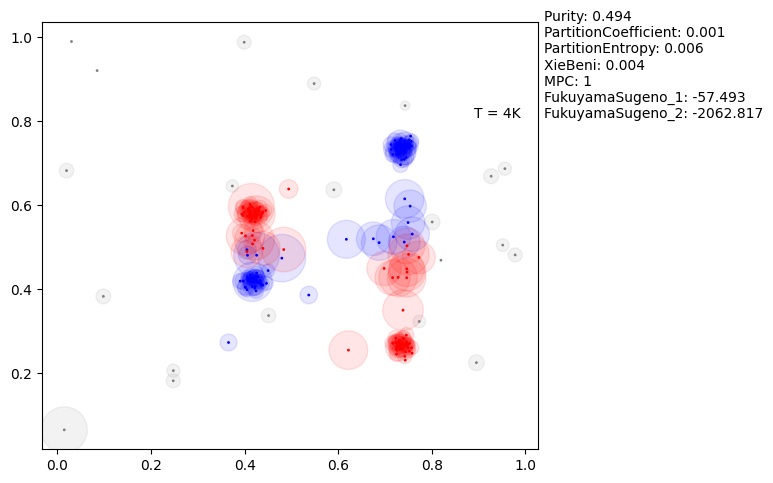 Purity: 0.494
PartitionCoefficient: 0.001
PartitionEntropy: 0.006
XieBeni: 0.004
MPC: 1
FukuyamaSugeno_1: -57.493
FukuyamaSugeno_2: -2062.817
T = 4K
1.0
0.8
0.6
0.4
0.2
0.0 0.2 0.4 0.6 0.8 1.0